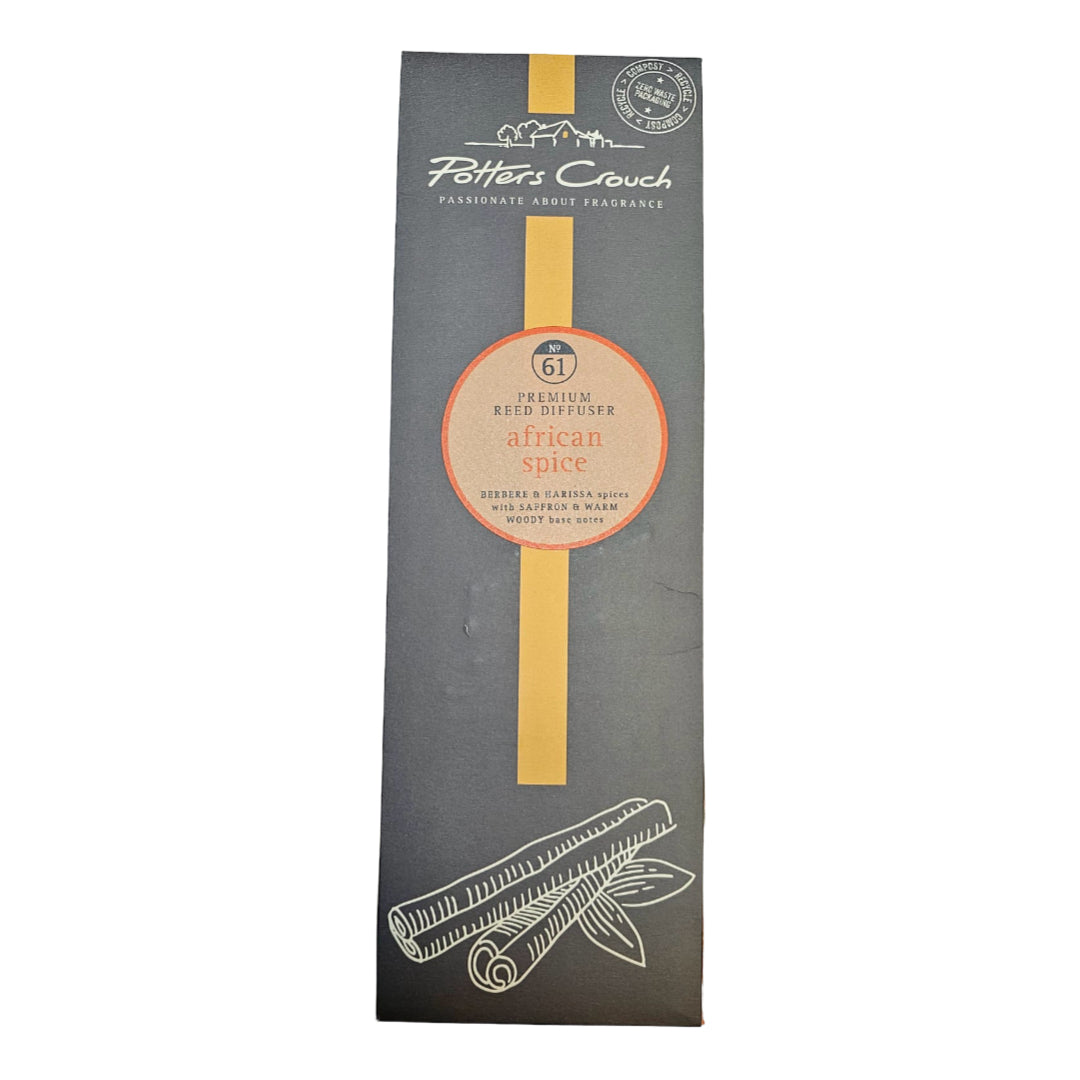 COMPOST > RECYCLE > COMPOST > RECYCLE >
ZERO WASTE
PACKAGING
Potters Crouch
PASSIONATE ABOUT FRAGRANCE
Nº
61
PREMIUM
REED DIFFUSER
african
spice
BERBERE & HARISSA spices
with SAFFRON & WARM
WOODY base notes